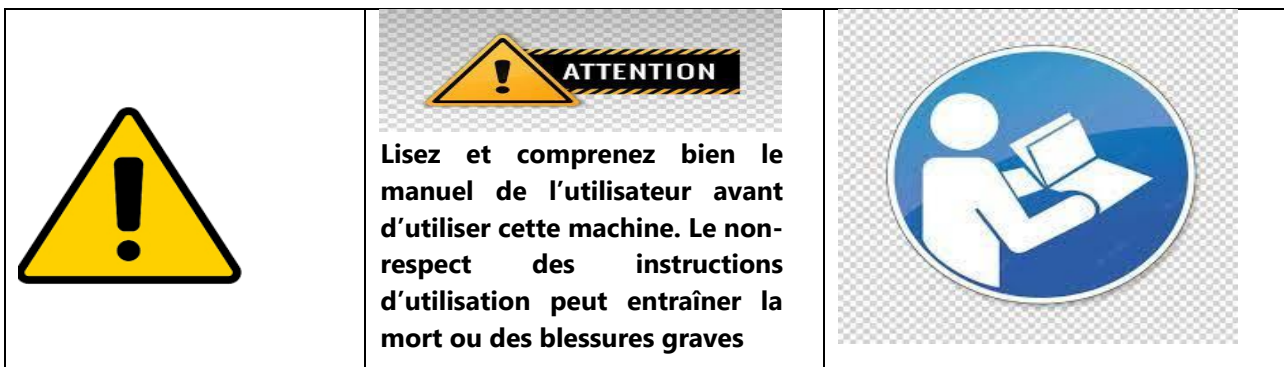 ATTENTION
Lisez et comprenez bien le
manuel de l’utilisateur avant
d’utiliser cette machine. Le non-
respect des instructions
d’utilisation peut entraîner la
mort ou des blessures graves